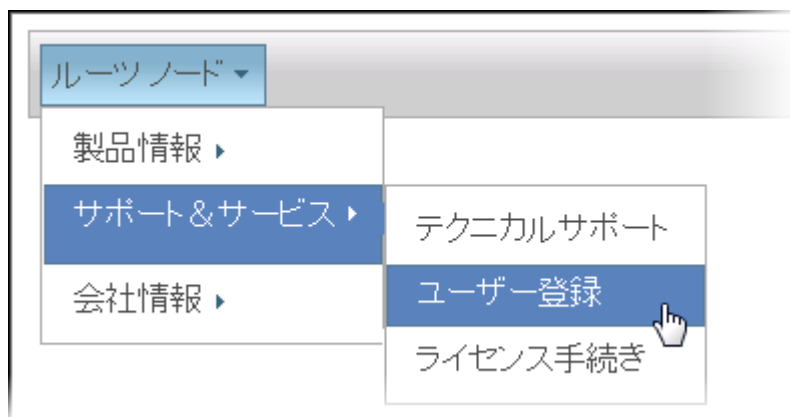 ルーツ ノード
製品情報
サポート＆サービス
テクニカルサポート
ユーザー登録
会社情報
ライセンス手続き